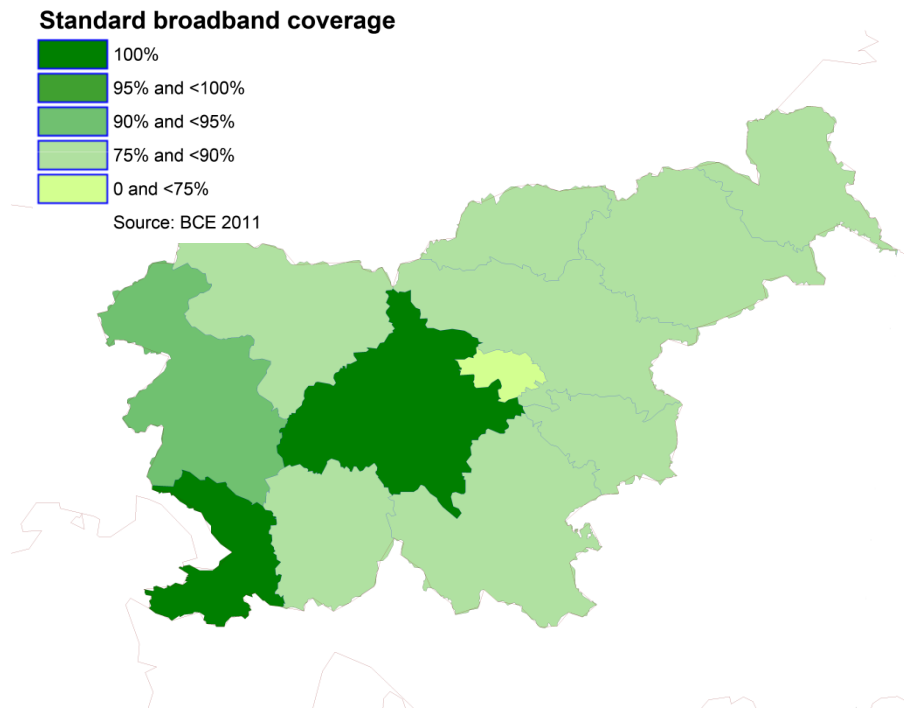 Standard broadband coverage
100%
95% and <100%
90% and <95%
75% and <90%
0 and <75%
Source: BCE 2011